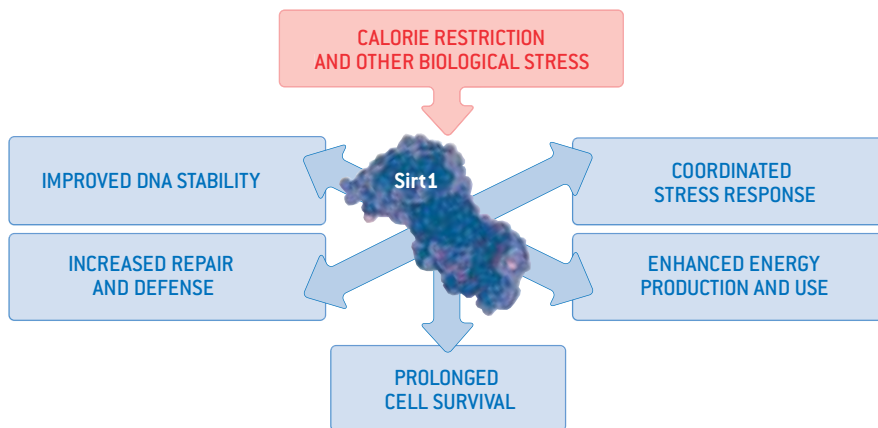 CALORIE RESTRICTION
AND OTHER BIOLOGICAL STRESS
Sirt1
IMPROVED DNA STABILITY
COORDINATED
STRESS RESPONSE
INCREASED REPAIR
AND DEFENSE
ENHANCED ENERGY
PRODUCTION AND USE
PROLONGED
CELL SURVIVAL